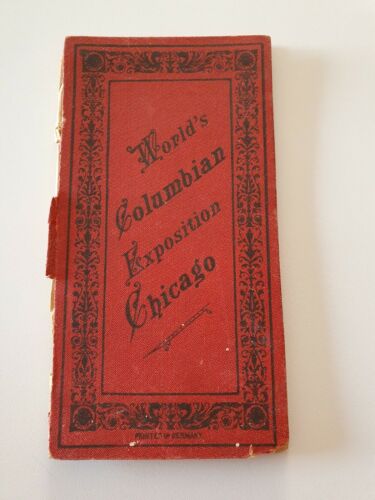 World's
Columbian
Exposition
Chicago
PRINTED IN GERMANY.